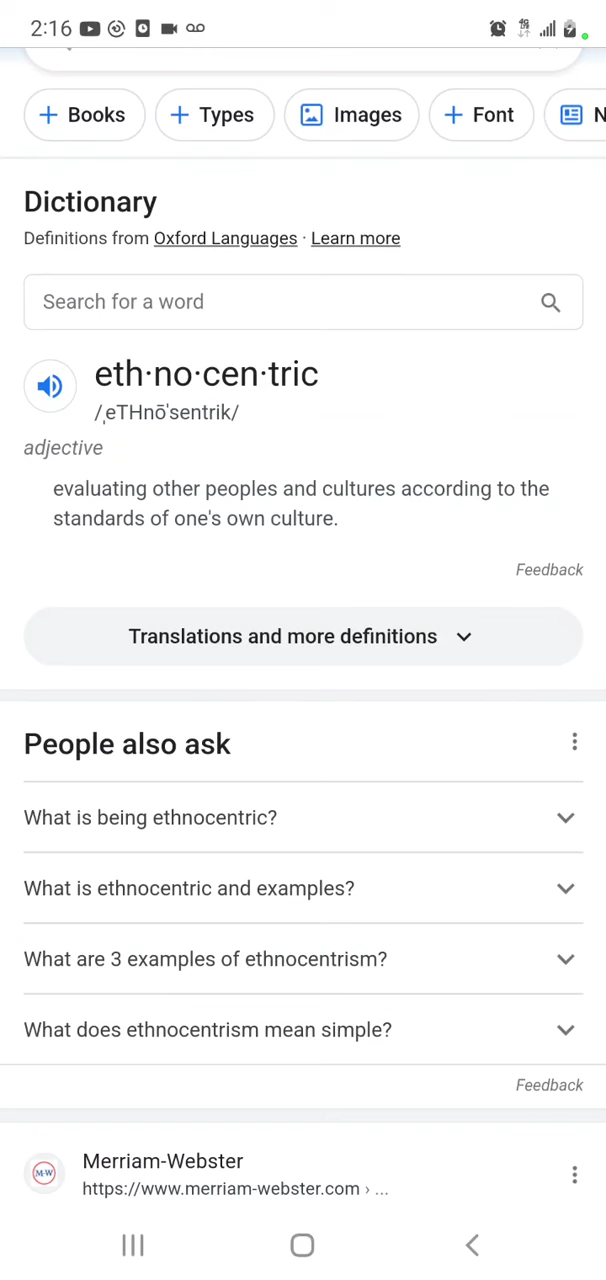 2:16
Books
Types
Images
Font
N
Dictionary
Definitions from Oxford Languages · Learn more
Search for a word
eth·no·cen·tric
/ˌeTHnōˈsentrik/
adjective
evaluating other peoples and cultures according to the
standards of one's own culture.
Feedback
Translations and more definitions
People also ask
What is being ethnocentric?
What is ethnocentric and examples?
What are 3 examples of ethnocentrism?
What does ethnocentrism mean simple?
Feedback
M-W
Merriam-Webster
https://www.merriam-webster.com › ...